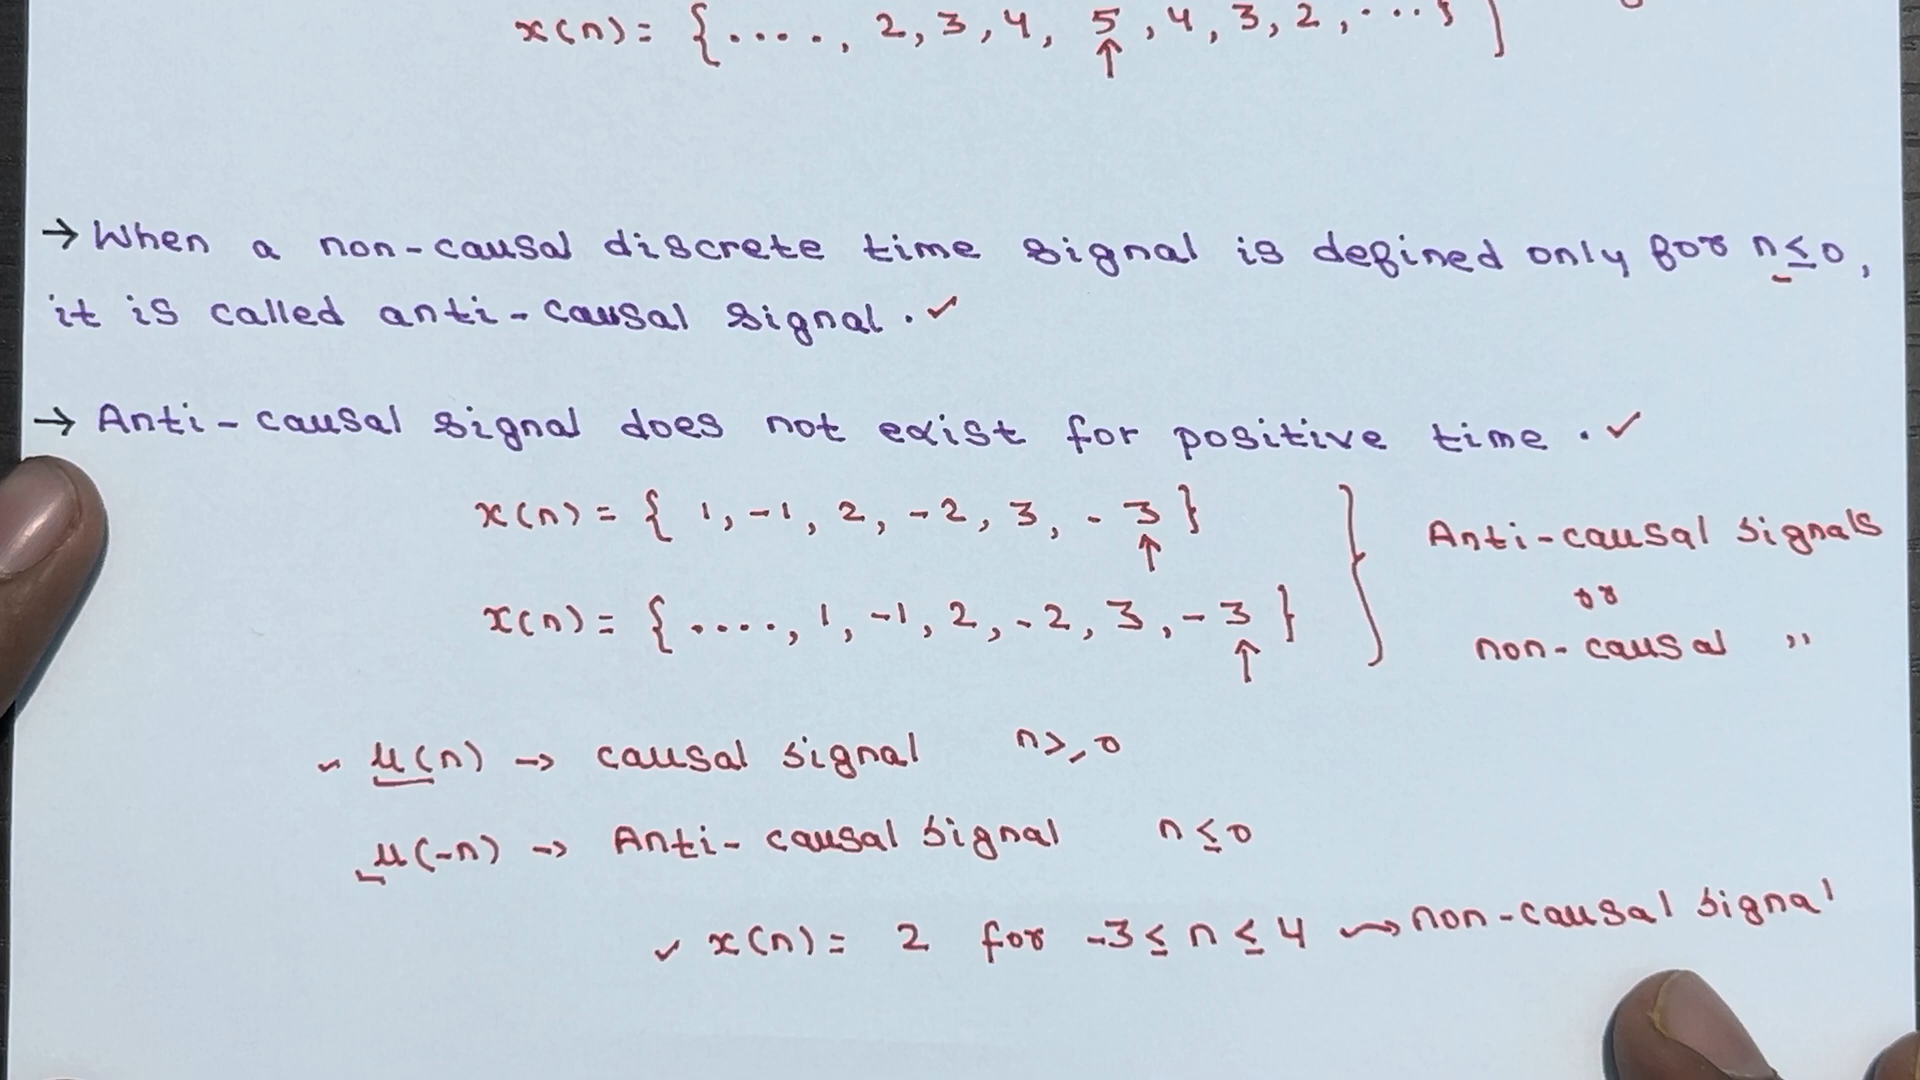 x(n) = {...., 2, 3, 4, 5, 4, 3, 2, ...}
↑
→ When a non-causal discrete time signal is defined only for n≤0,
it is called anti-causal signal. ✓
→ Anti-causal signal does not exist for positive time. ✓
x(n) = { 1, -1, 2, -2, 3, -3 }
↑
Anti-causal signals
x(n) = {...., 1, -1, 2, -2, 3, -3 }
↑
or
non-causal "
✓ u(n) → causal signal n≥0
u(-n) → Anti-causal signal n≤0
✓ x(n) = 2 for -3 ≤ n ≤ 4 → non-causal signal